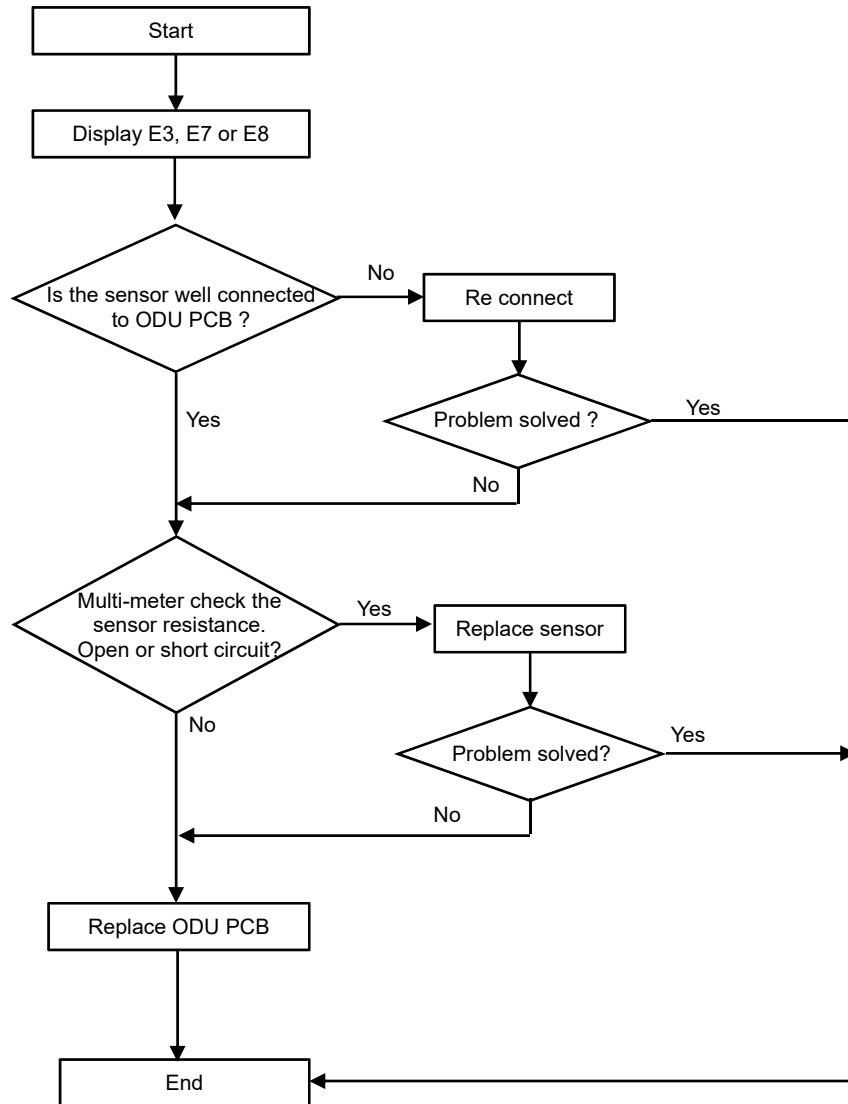 Start
Display E3, E7 or E8
Is the sensor well connected
to ODU PCB ?
No
Re connect
Yes
Problem solved ?
Yes
No
Multi-meter check the
sensor resistance.
Open or short circuit?
Yes
Replace sensor
No
Problem solved?
Yes
No
Replace ODU PCB
End